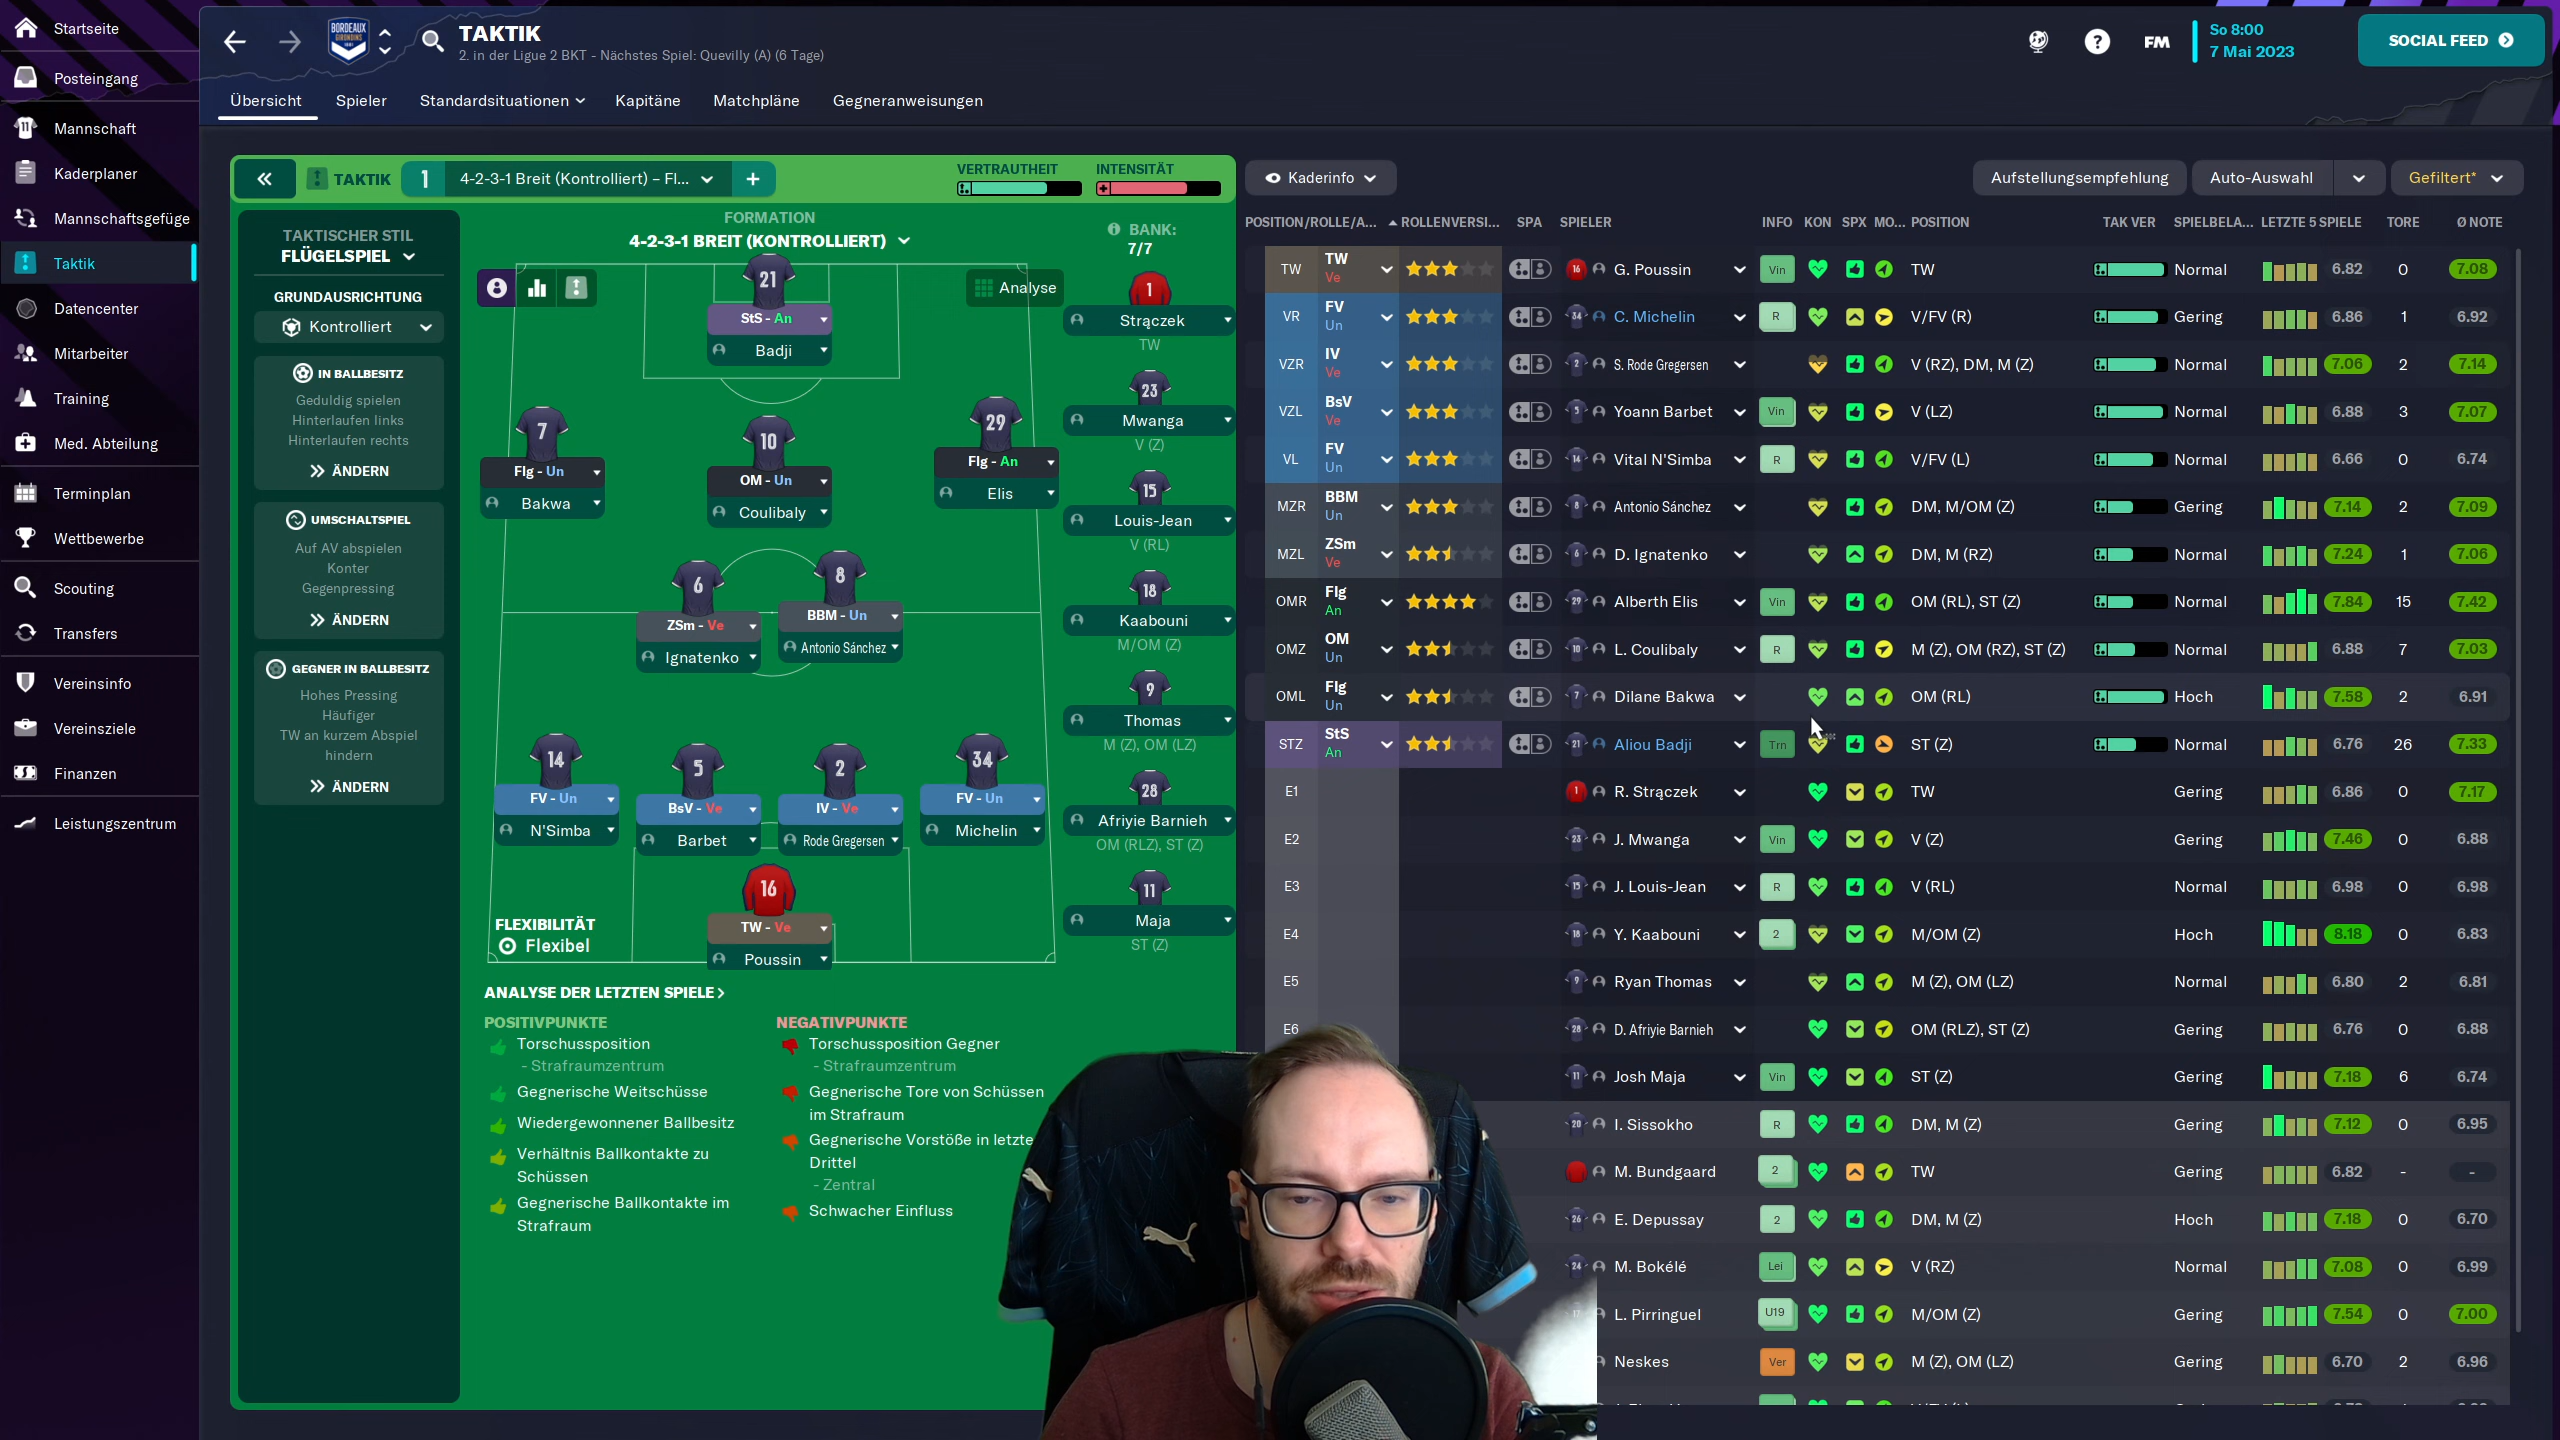 Startseite
Posteingang
Mannschaft
Kaderplaner
Mannschaftsgefüge
Taktik
Datencenter
Mitarbeiter
Training
Med. Abteilung
Terminplan
Wettbewerbe
Scouting
Transfers
Vereinsinfo
Vereinsziele
Finanzen
Leistungszentrum
BORDEAUX
TAKTIK
2. in der Ligue 2 BKT - Nächstes Spiel: Quevilly (A) (6 Tage)
FM
So 8:00
7 Mai 2023
SOCIAL FEED
Übersicht
Spieler
Standardsituationen
Kapitäne
Matchpläne
Gegneranweisungen
TAKTIK
1
4-2-3-1 Breit (Kontrolliert) – Fl...
VERTRAUTHEIT
INTENSITÄT
TAKTISCHER STIL
FLÜGELSPIEL
GRUNDAUSRICHTUNG
Kontrolliert
IN BALLBESITZ
Geduldig spielen
Hinterlaufen links
Hinterlaufen rechts
ÄNDERN
UMSCHALTSPIEL
Auf AV abspielen
Konter
Gegenpressing
ÄNDERN
GEGNER IN BALLBESITZ
Hohes Pressing
Häufiger
TW an kurzem Abspiel
hindern
ÄNDERN
FORMATION
4-2-3-1 BREIT (KONTROLLIERT)
Analyse
21
StS - An
Badji
7
Flg - Un
Bakwa
10
OM - Un
Coulibaly
29
Flg - An
Elis
6
ZSm - Ve
Ignatenko
8
BBM - Un
Antonio Sánchez
14
FV - Un
N'Simba
5
BsV - Ve
Barbet
2
IV - Ve
Rode Gregersen
34
FV - Un
Michelin
16
TW - Ve
Poussin
FLEXIBILITÄT
Flexibel
BANK:
7/7
1
Strączek
TW
23
Mwanga
V (Z)
15
Louis-Jean
V (RL)
18
Kaabouni
M/OM (Z)
9
Thomas
M (Z), OM (LZ)
28
Afriyie Barnieh
OM (RLZ), ST (Z)
11
Maja
ST (Z)
ANALYSE DER LETZTEN SPIELE
POSITIVPUNKTE
Torschussposition
- Strafraumzentrum
Gegnerische Weitschüsse
Wiedergewonnener Ballbesitz
Verhältnis Ballkontakte zu
Schüssen
Gegnerische Ballkontakte im
Strafraum
NEGATIVPUNKTE
Torschussposition Gegner
- Strafraumzentrum
Gegnerische Tore von Schüssen
im Strafraum
Gegnerische Vorstöße in letzte
Drittel
- Zentral
Schwacher Einfluss
Kaderinfo
Aufstellungsempfehlung
Auto-Auswahl
Gefiltert*
POSITION/ROLLE/A... ROLLENVERSI... SPA SPIELER INFO KON SPX MO... POSITION TAK VER SPIELBELA... LETZTE 5 SPIELE TORE Ø NOTE
TW TW Ve 16 G. Poussin Vin TW Normal 6.82 0 7.08
VR FV Un 34 C. Michelin R V/FV (R) Gering 6.86 1 6.92
VZR IV Ve 2 S. Rode Gregersen V (RZ), DM, M (Z) Normal 7.06 2 7.14
VZL BsV Ve 5 Yoann Barbet Vin V (LZ) Normal 6.88 3 7.07
VL FV Un 14 Vital N'Simba R V/FV (L) Normal 6.66 0 6.74
MZR BBM Un 8 Antonio Sánchez DM, M/OM (Z) Gering 7.14 2 7.09
MZL ZSm Ve 6 D. Ignatenko DM, M (RZ) Normal 7.24 1 7.06
OMR Flg An 29 Alberth Elis Vin OM (RL), ST (Z) Normal 7.84 15 7.42
OMZ OM Un 10 L. Coulibaly R M (Z), OM (RZ), ST (Z) Normal 6.88 7 7.03
OML Flg Un 7 Dilane Bakwa OM (RL) Hoch 7.58 2 6.91
STZ StS An 21 Aliou Badji Trn ST (Z) Normal 6.76 26 7.33
E1 1 R. Strączek TW Gering 6.86 0 7.17
E2 23 J. Mwanga Vin V (Z) Gering 7.46 0 6.88
E3 15 J. Louis-Jean R V (RL) Normal 6.98 0 6.98
E4 18 Y. Kaabouni 2 M/OM (Z) Hoch 8.18 0 6.83
E5 9 Ryan Thomas M (Z), OM (LZ) Normal 6.80 2 6.81
E6 28 D. Afriyie Barnieh OM (RLZ), ST (Z) Gering 6.76 0 6.88
11 Josh Maja Vin ST (Z) Gering 7.18 6 6.74
20 I. Sissokho R DM, M (Z) Gering 7.12 0 6.95
M. Bundgaard 2 TW Gering 6.82 - -
26 E. Depussay 2 DM, M (Z) Hoch 7.18 0 6.70
24 M. Bokélé Lei V (RZ) Normal 7.08 0 6.99
L. Pirringuel U19 M/OM (Z) Gering 7.54 0 7.00
Neskes Ver M (Z), OM (LZ) Gering 6.70 2 6.96